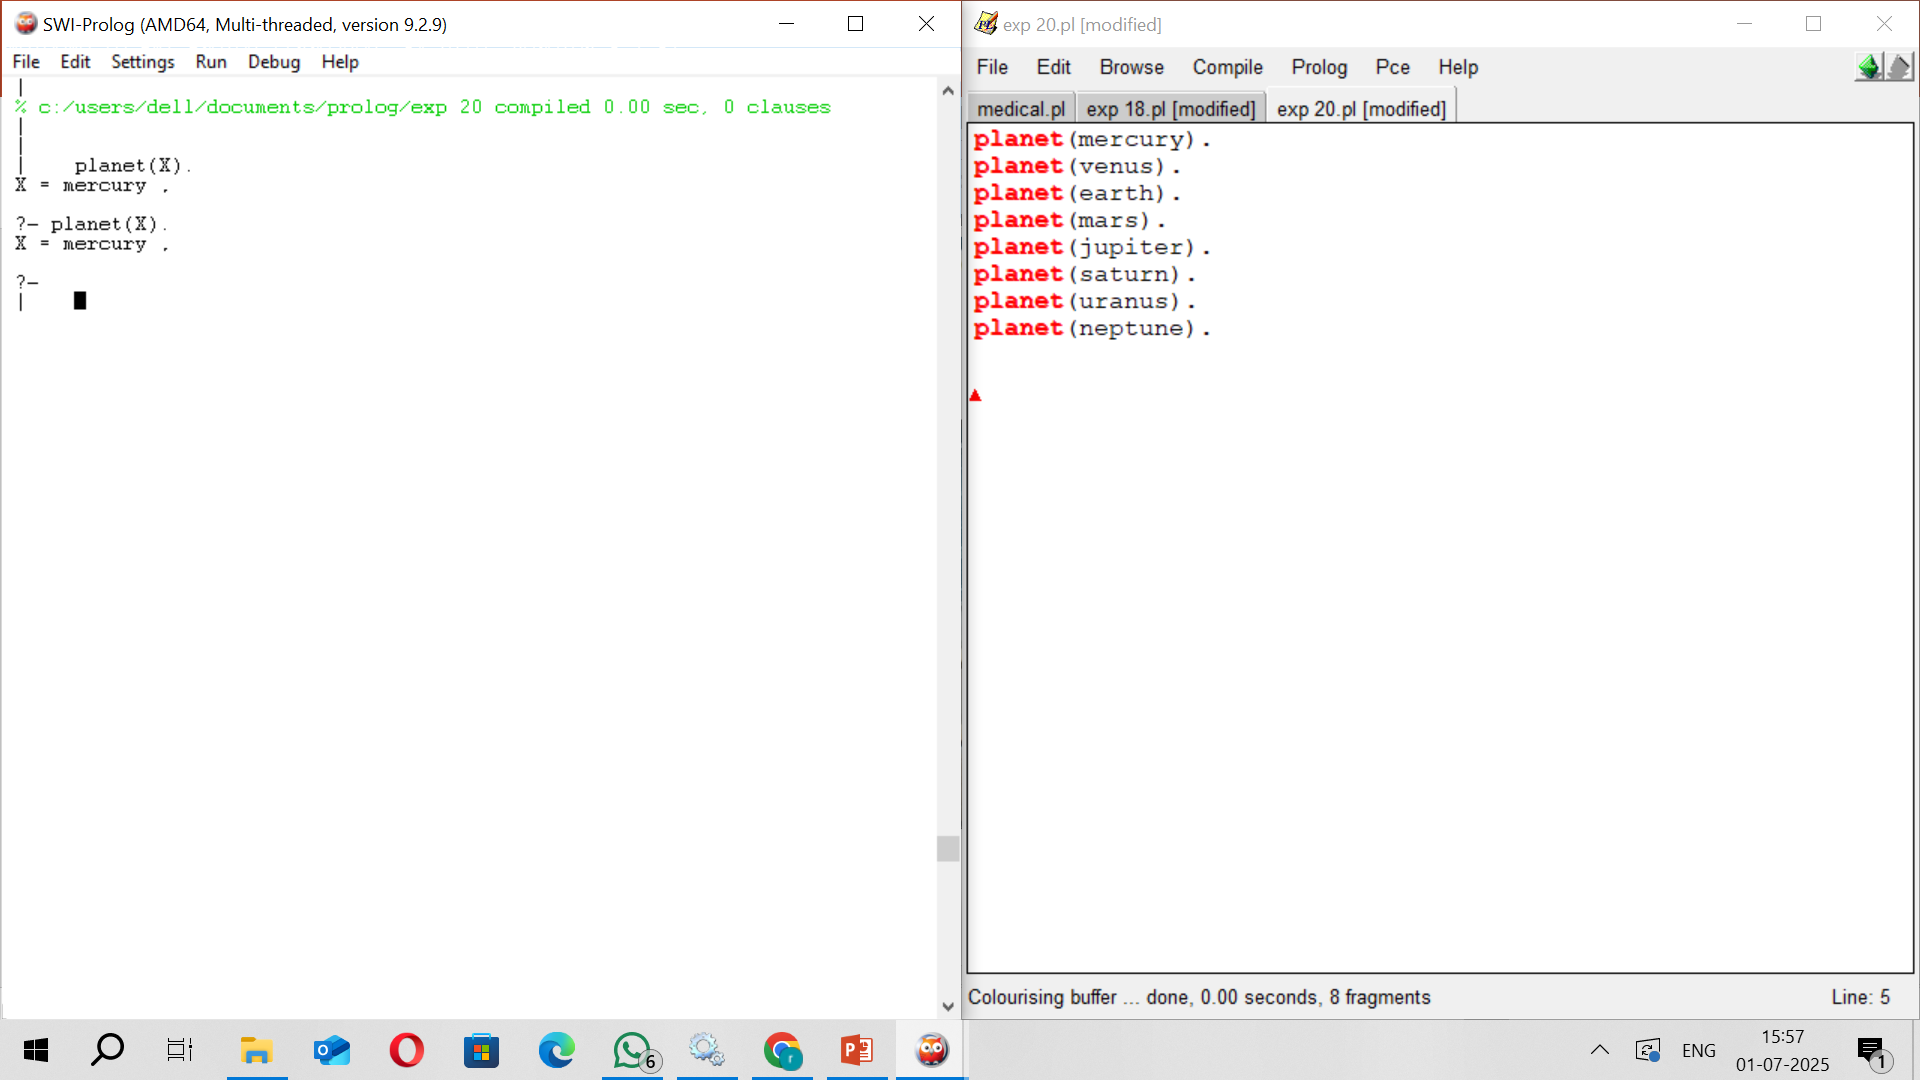 SWI-Prolog (AMD64, Multi-threaded, version 9.2.9)
File Edit Settings Run Debug Help
|
% c:/users/dell/documents/prolog/exp 20 compiled 0.00 sec, 0 clauses
|
|
|    planet(X).
X = mercury .

?- planet(X).
X = mercury .

?-
|
exp 20.pl [modified]
File Edit Browse Compile Prolog Pce Help
medical.pl exp 18.pl [modified] exp 20.pl [modified]
planet(mercury).
planet(venus).
planet(earth).
planet(mars).
planet(jupiter).
planet(saturn).
planet(uranus).
planet(neptune).
Colourising buffer ... done, 0.00 seconds, 8 fragments Line: 5
6
r
P
ENG
15:57
01-07-2025
1